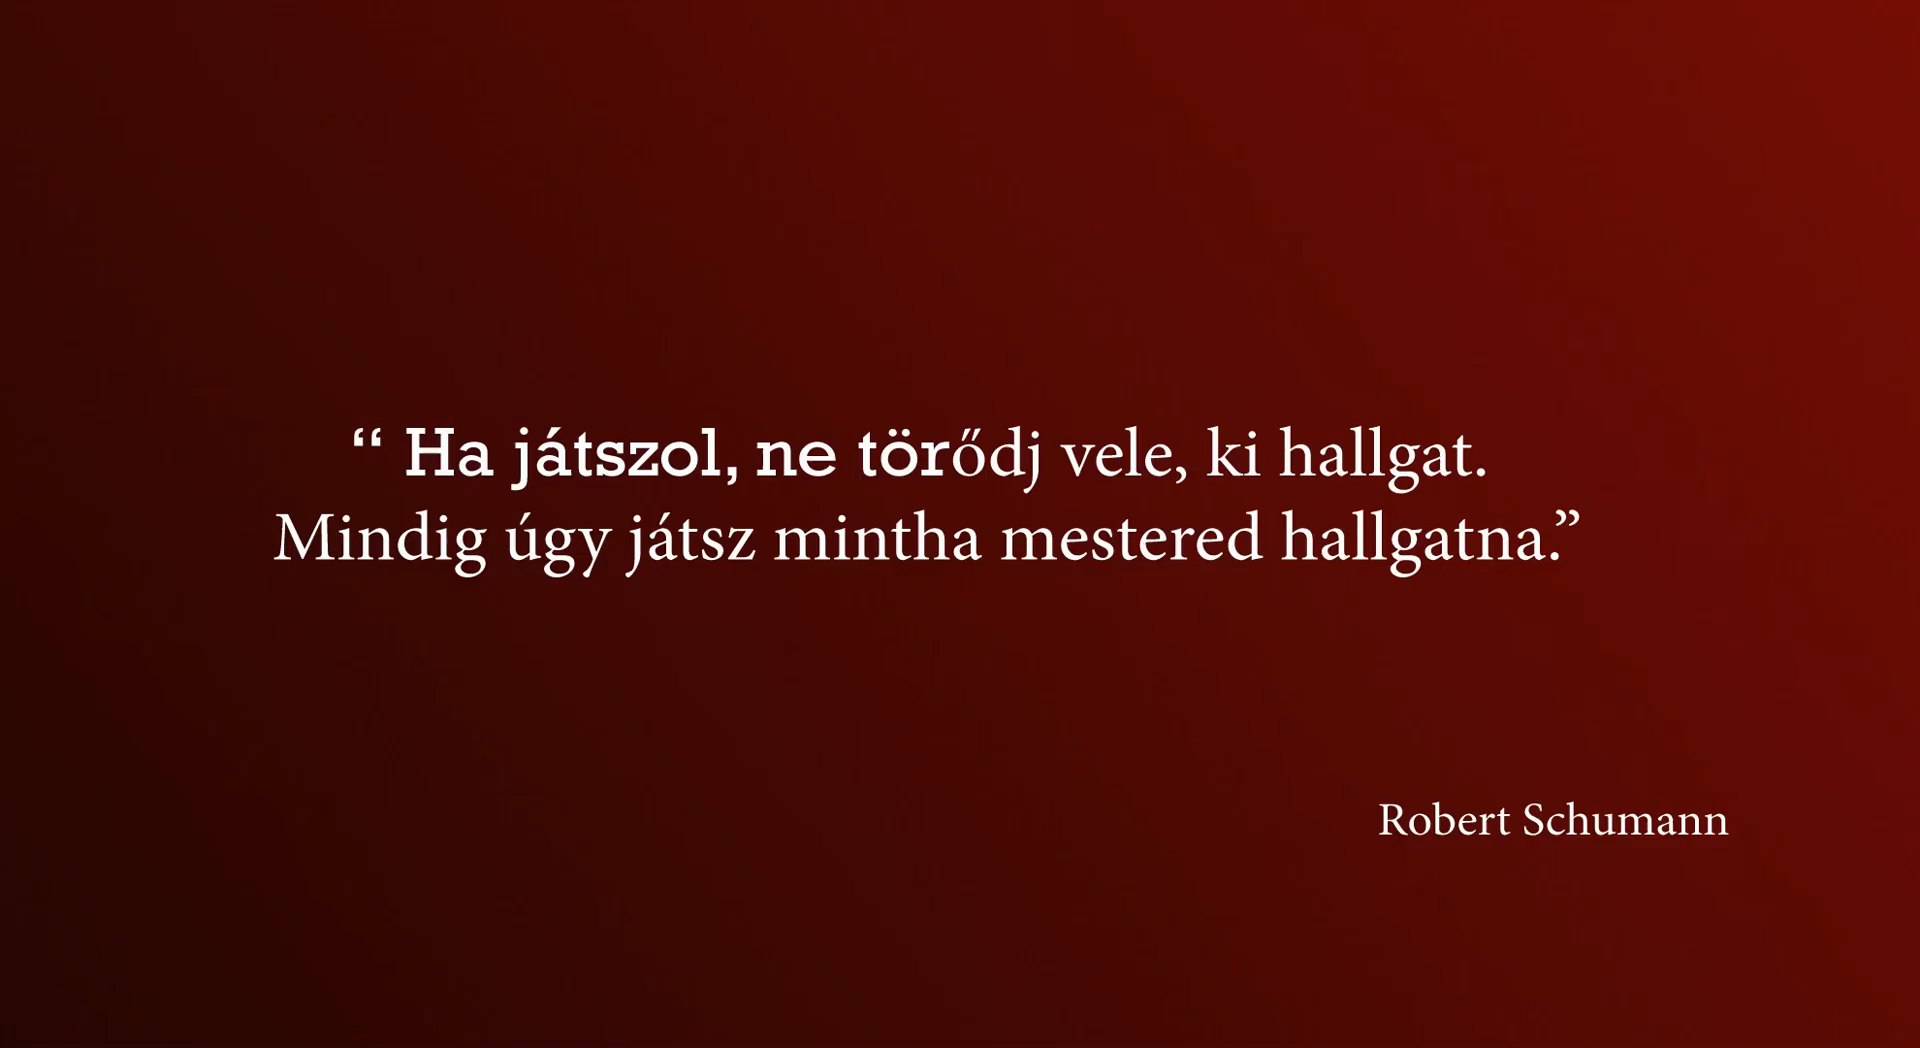 “ Ha játszol, ne törődj vele, ki hallgat.
Mindig úgy játsz mintha mestered hallgatna.”
Robert Schumann